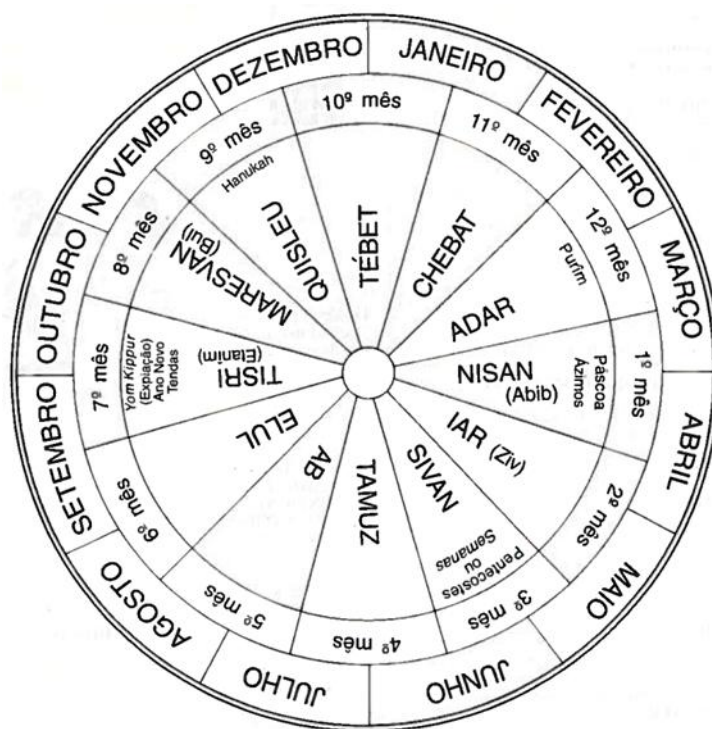 JANEIRO
FEVEREIRO
MARÇO
ABRIL
MAIO
JUNHO
JULHO
AGOSTO
SETEMBRO
OUTUBRO
NOVEMBRO
DEZEMBRO
1º mês
Páscoa
Ázimos
NISAN
(Abib)
2º mês
IAR (Ziv)
3º mês
Pentecostes
ou
Semanas
SIVAN
4º mês
TAMUZ
5º mês
AB
6º mês
ELUL
7º mês
Yom Kippur
(Expiação)
Ano Novo
Tendas
TISRI
(Etanim)
8º mês
MARESVAN
(Bul)
9º mês
Hanukah
QUISLEU
10º mês
TÉBET
11º mês
CHEBAT
12º mês
Purim
ADAR